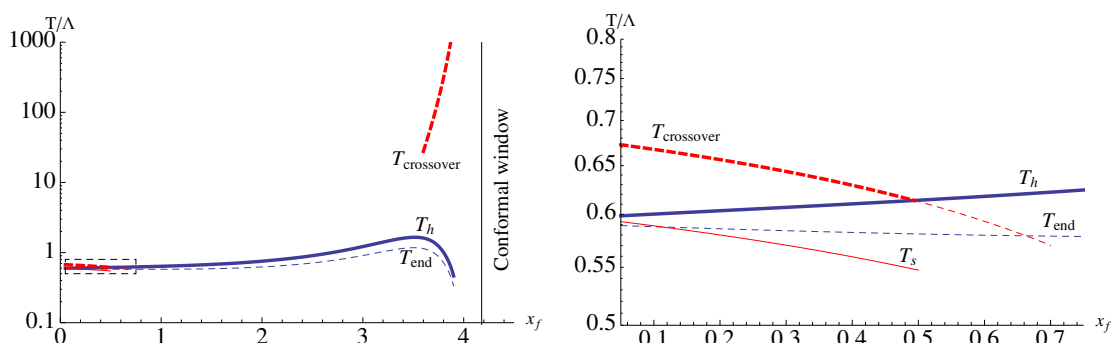 T/Λ
1000
100
10
1
0.1
0
1
2
3
4
x_f
T_crossover
T_h
T_end
Conformal window
T/Λ
0.8
0.75
0.7
0.65
0.6
0.55
0.5
0.1
0.2
0.3
0.4
0.5
0.6
0.7
x_f
T_crossover
T_h
T_end
T_s